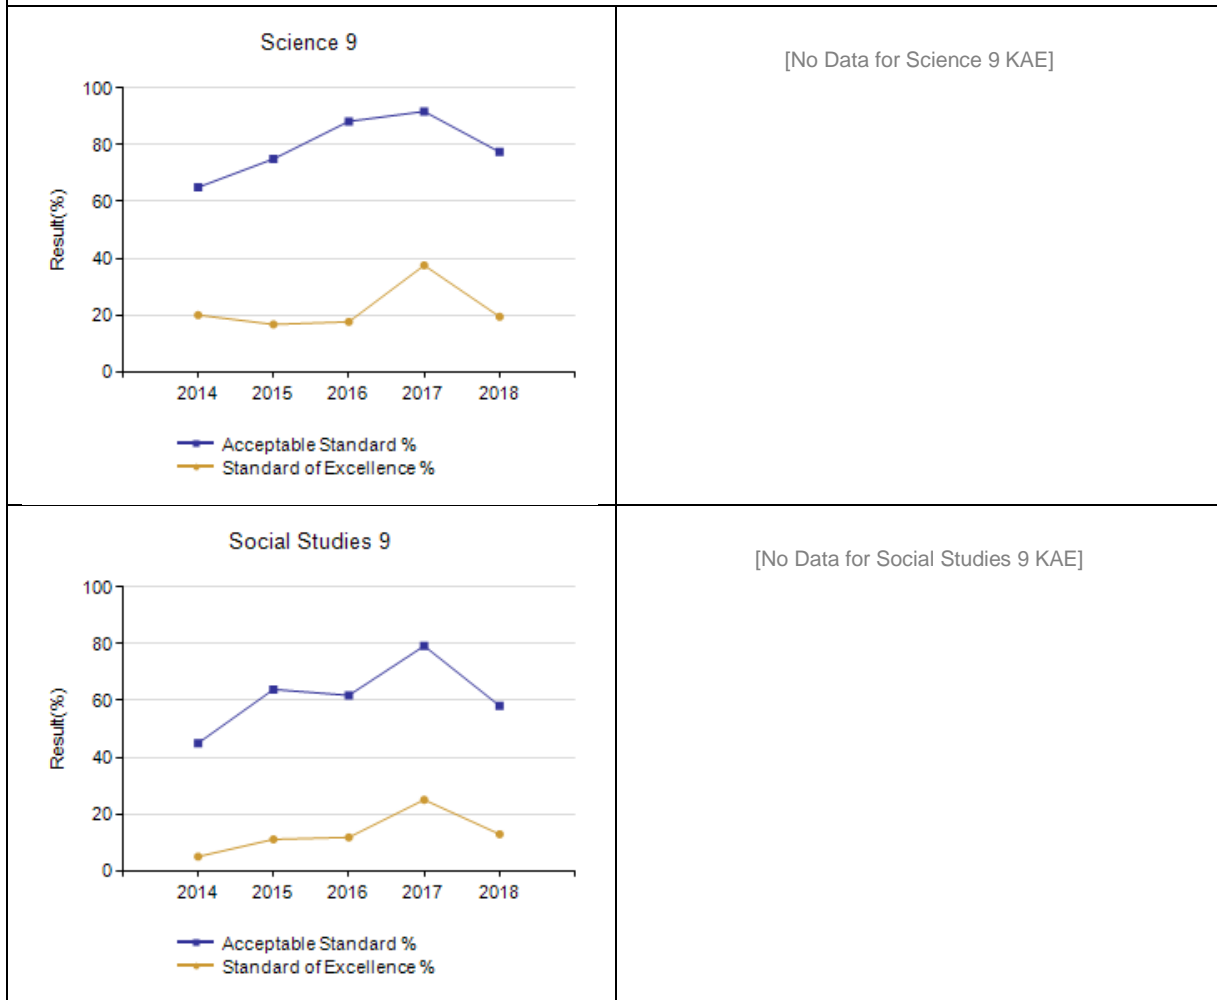 Science 9
[No Data for Science 9 KAE]
100
80
60
40
20
0
Result(%)
2014 2015 2016 2017 2018
Acceptable Standard %
Standard of Excellence %
Social Studies 9
[No Data for Social Studies 9 KAE]
100
80
60
40
20
0
Result(%)
2014 2015 2016 2017 2018
Acceptable Standard %
Standard of Excellence %